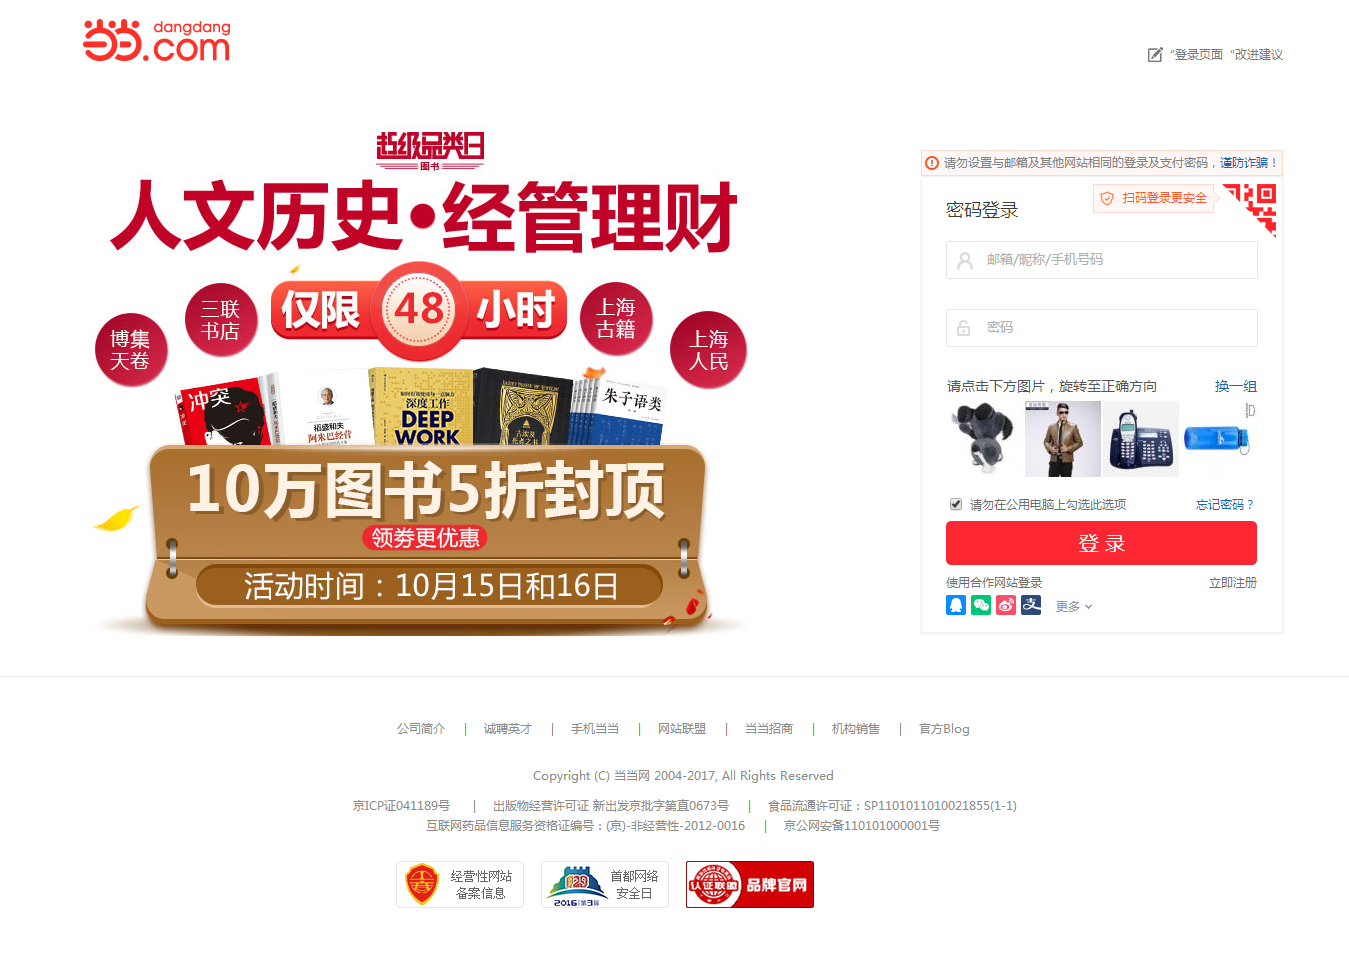 dangdang
.com
“登录页面 “改进建议
超级品类日
图书
人文历史·经管理财
仅限 48 小时
博集
天卷
三联
书店
上海
古籍
上海
人民
冲突
稻盛和夫
阿米巴经营
深度工作
DEEP
WORK
朱子语类
10万图书5折封顶
领券更优惠
活动时间：10月15日和16日
请勿设置与邮箱及其他网站相同的登录及支付密码，谨防诈骗！
扫码登录更安全
密码登录
邮箱/昵称/手机号码
密码
请点击下方图片，旋转至正确方向 换一组
请勿在公用电脑上勾选此选项 忘记密码？
登 录
使用合作网站登录 立即注册
更多
公司简介 | 诚聘英才 | 手机当当 | 网站联盟 | 当当招商 | 机构销售 | 官方Blog
Copyright (C) 当当网 2004-2017, All Rights Reserved
京ICP证041189号 | 出版物经营许可证 新出发京批字第直0673号 | 食品流通许可证：SP1101011010021855(1-1)
互联网药品信息服务资格证编号：(京)-非经营性-2012-0016 | 京公网安备110101000001号
经营性网站
备案信息
首都网络
安全日
2016|第3届
认证联盟
品牌官网